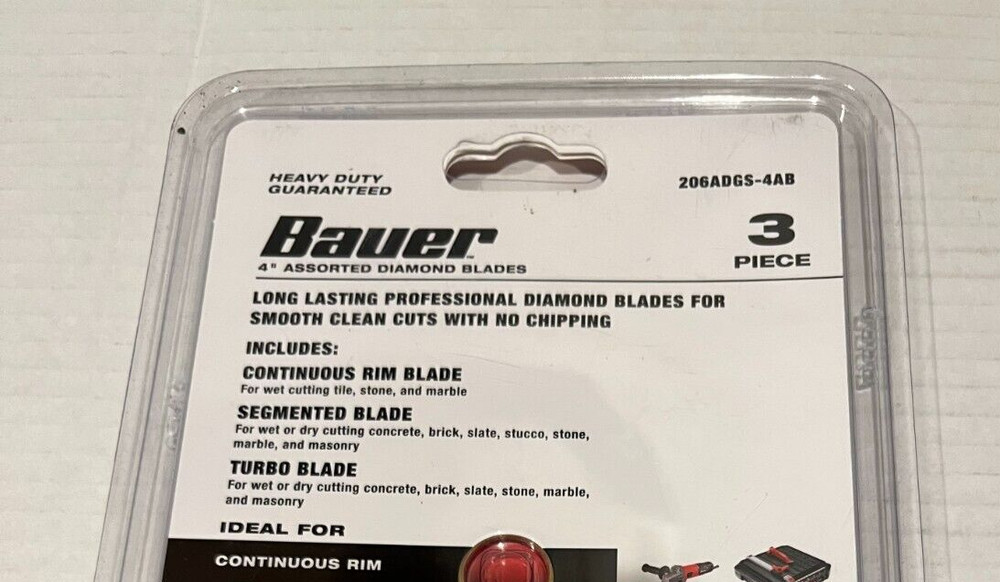 HEAVY DUTY
GUARANTEED
206ADGS-4AB
Bauer™
4" ASSORTED DIAMOND BLADES
3
PIECE
LONG LASTING PROFESSIONAL DIAMOND BLADES FOR
SMOOTH CLEAN CUTS WITH NO CHIPPING
INCLUDES:
CONTINUOUS RIM BLADE
For wet cutting tile, stone, and marble
SEGMENTED BLADE
For wet or dry cutting concrete, brick, slate, stucco, stone,
marble, and masonry
TURBO BLADE
For wet or dry cutting concrete, brick, slate, stone, marble,
and masonry
IDEAL FOR
CONTINUOUS RIM